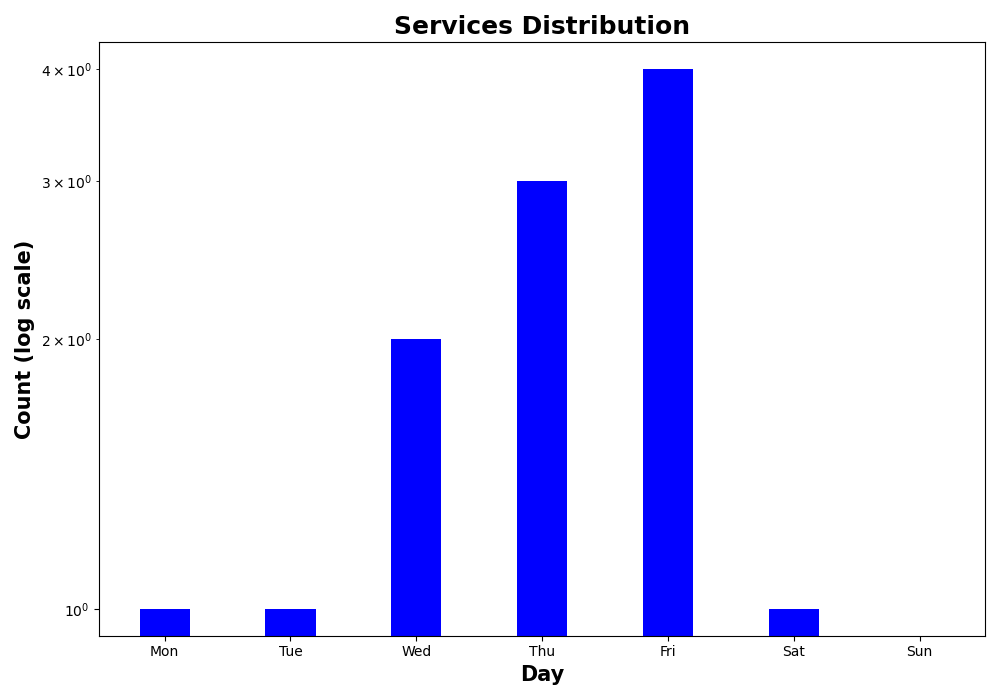 Services Distribution
Count (log scale)
4 × 10⁰
3 × 10⁰
2 × 10⁰
10⁰
Mon Tue Wed Thu Fri Sat Sun
Day